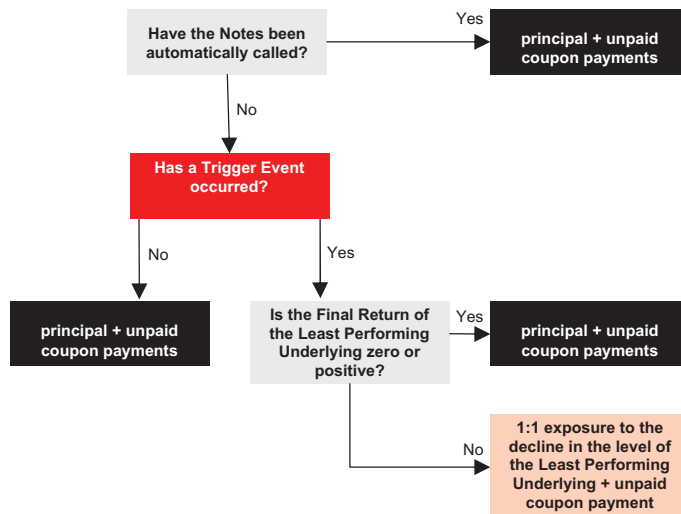 Have the Notes been
automatically called?
Yes
principal + unpaid
coupon payments
No
Has a Trigger Event
occurred?
No
Yes
principal + unpaid
coupon payments
Is the Final Return of
the Least Performing
Underlying zero or
positive?
Yes
principal + unpaid
coupon payments
No
1:1 exposure to the
decline in the level of
the Least Performing
Underlying + unpaid
coupon payment